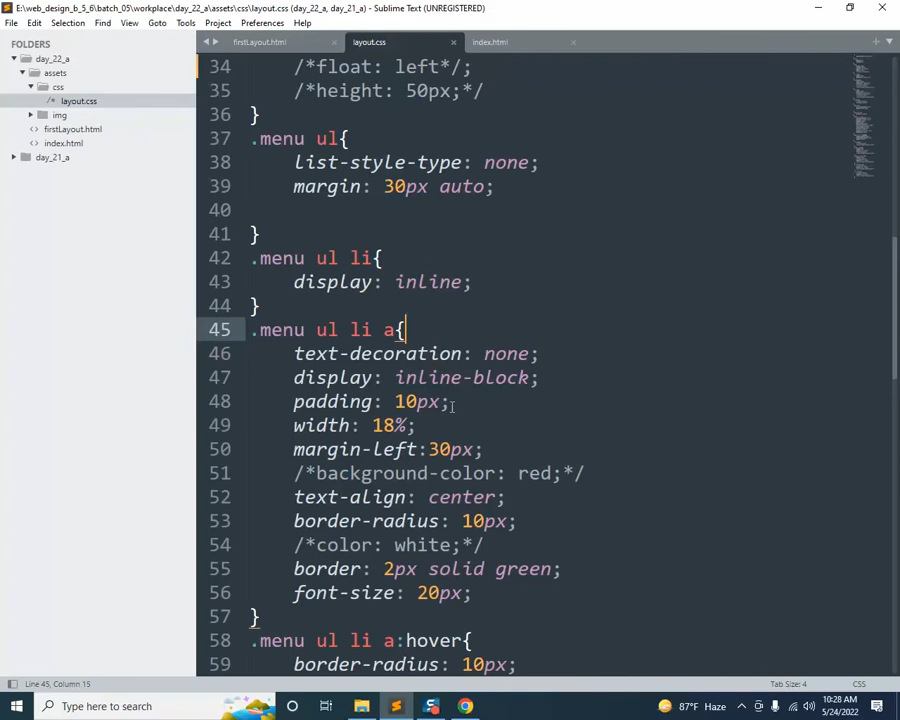 E:\web_design_b_5_6\batch_05\workplace\day_22_a\assets\css\layout.css (day_22_a, day_21_a) - Sublime Text (UNREGISTERED)
File Edit Selection Find View Goto Tools Project Preferences Help
FOLDERS
day_22_a
assets
css
/* layout.css
img
<> firstLayout.html
<> index.html
day_21_a
firstLayout.html × layout.css × index.html ×
34 /*float: left*/;
35 /*height: 50px;*/
36 }
37 .menu ul{
38 list-style-type: none;
39 margin: 30px auto;
40
41 }
42 .menu ul li{
43 display: inline;
44 }
45 .menu ul li a{
46 text-decoration: none;
47 display: inline-block;
48 padding: 10px;
49 width: 18%;
50 margin-left:30px;
51 /*background-color: red;*/
52 text-align: center;
53 border-radius: 10px;
54 /*color: white;*/
55 border: 2px solid green;
56 font-size: 20px;
57 }
58 .menu ul li a:hover{
59 border-radius: 10px;
Line 45, Column 15 Tab Size: 4 CSS
Type here to search 87°F Haze 10:28 AM
5/24/2022